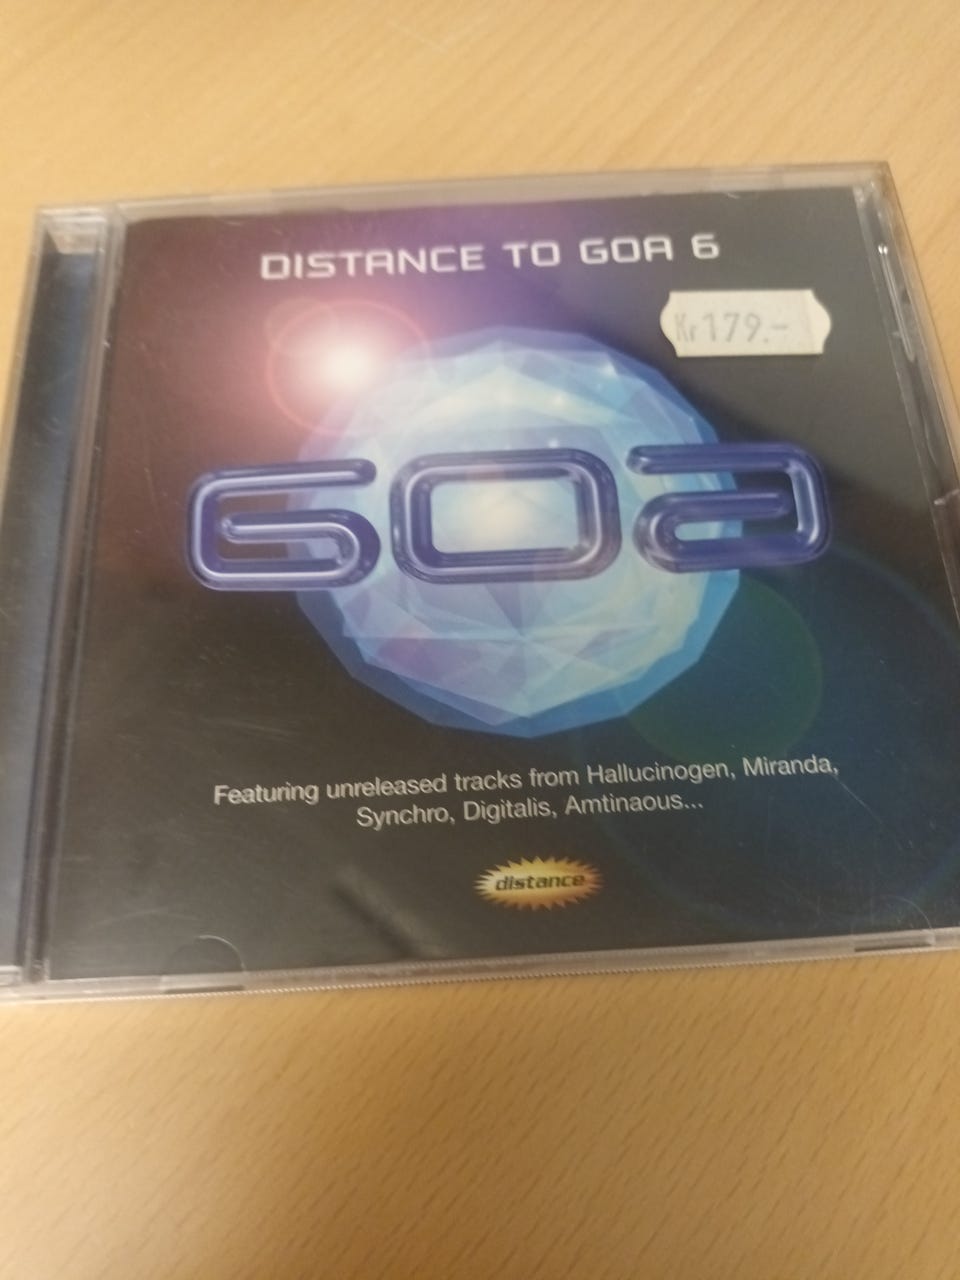 DISTANCE TO GOA 6
Kr 179.-
GOA
Featuring unreleased tracks from Hallucinogen, Miranda,
Synchro, Digitalis, Amtinaous...
distance